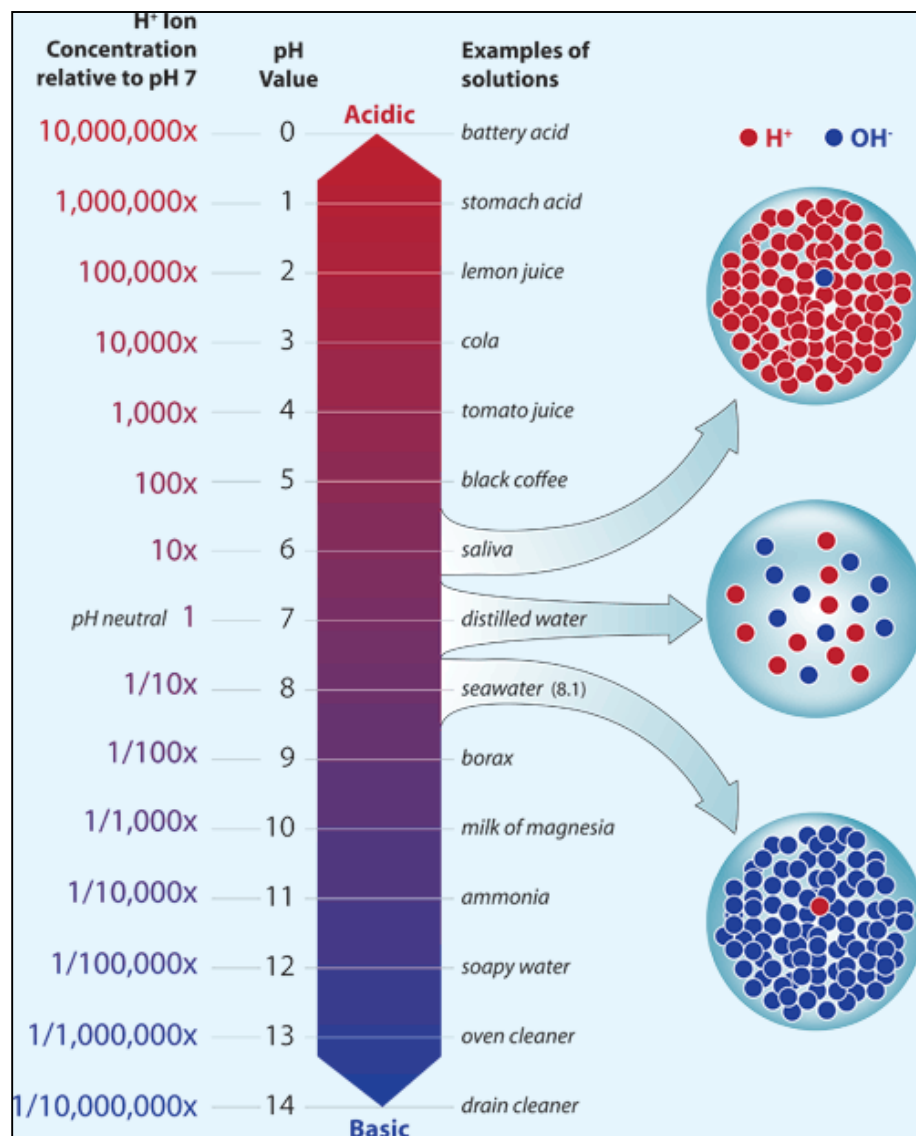 H⁺ Ion
Concentration
relative to pH 7
pH
Value
Examples of
solutions
Acidic
H⁺ OH⁻
10,000,000x 0 battery acid
1,000,000x 1 stomach acid
100,000x 2 lemon juice
10,000x 3 cola
1,000x 4 tomato juice
100x 5 black coffee
10x 6 saliva
pH neutral 1 7 distilled water
1/10x 8 seawater (8.1)
1/100x 9 borax
1/1,000x 10 milk of magnesia
1/10,000x 11 ammonia
1/100,000x 12 soapy water
1/1,000,000x 13 oven cleaner
1/10,000,000x 14 drain cleaner
Basic